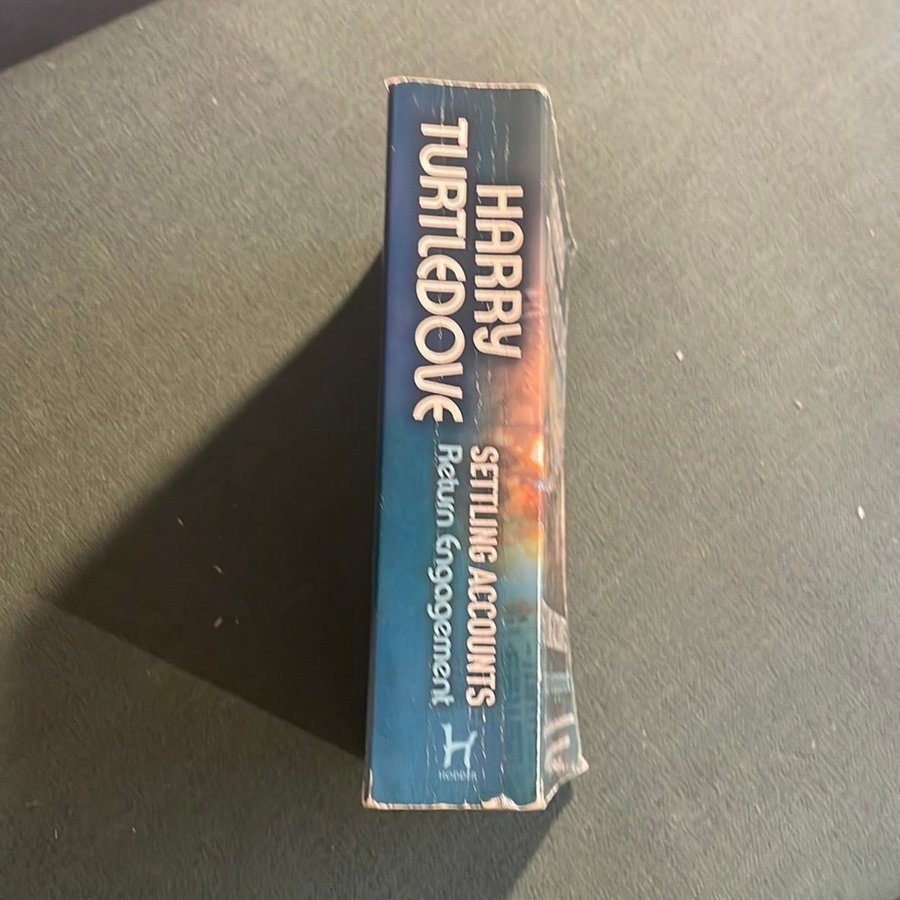 HARRY
TURTLEDOVE
SETTLING ACCOUNTS
Return Engagement
H
HODDER